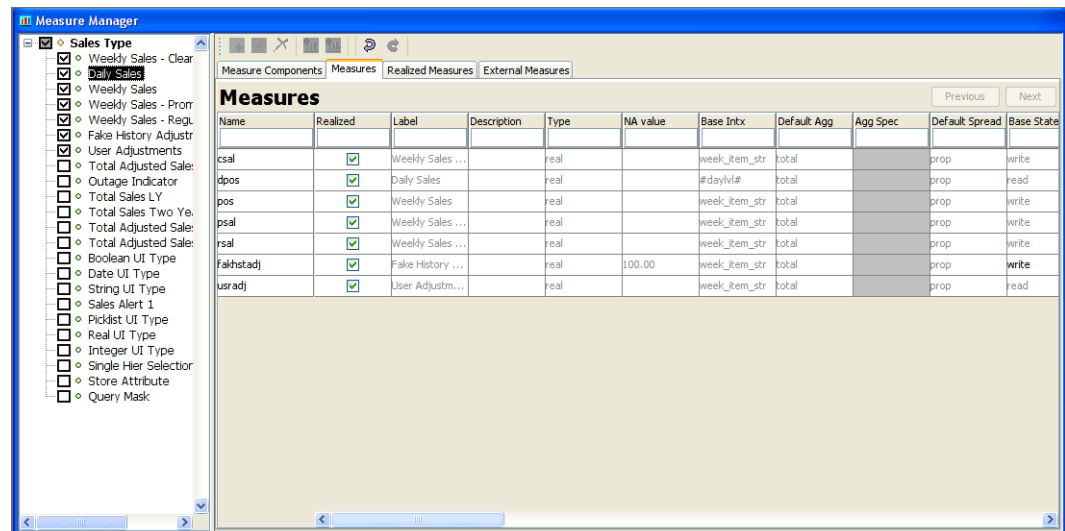 Measure Manager
Sales Type
Weekly Sales - Clear
Daily Sales
Weekly Sales
Weekly Sales - Prom
Weekly Sales - Regu
Fake History Adjustr
User Adjustments
Total Adjusted Sale
Outage Indicator
Total Sales LY
Total Sales Two Ye
Total Adjusted Sale
Total Adjusted Sale
Boolean UI Type
Date UI Type
String UI Type
Sales Alert 1
Picklist UI Type
Real UI Type
Integer UI Type
Single Hier Selection
Store Attribute
Query Mask
Measure Components Measures Realized Measures External Measures
Measures Previous Next
Name Realized Label Description Type NA value Base Intx Default Agg Agg Spec Default Spread Base State
csal Weekly Sales ... real week_item_str total prop write
dpos Daily Sales real #daylvl# total prop read
pos Weekly Sales real week_item_str total prop write
psal Weekly Sales ... real week_item_str total prop write
rsal Weekly Sales ... real week_item_str total prop write
fakhstadj Fake History ... real 100.00 week_item_str total prop write
usradj User Adjustm... real week_item_str total prop read